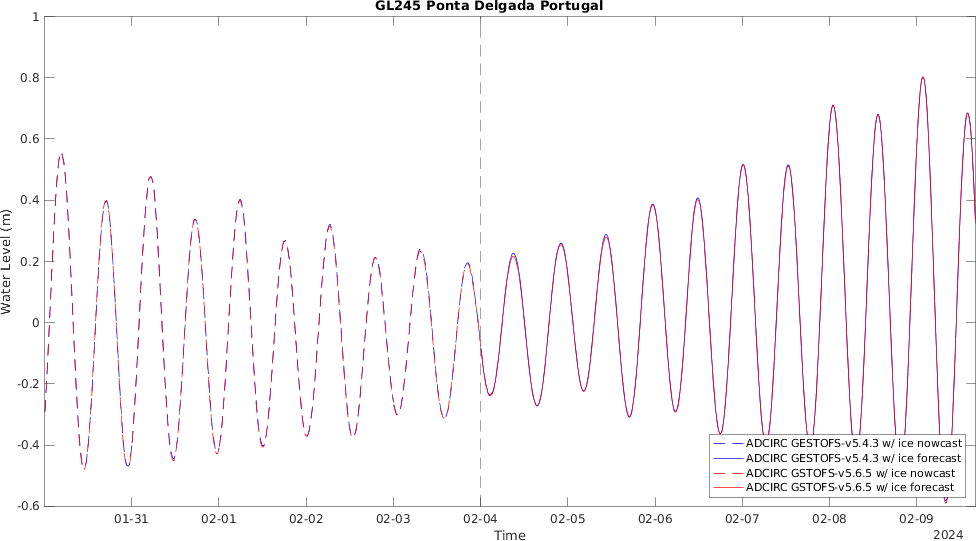 GL245 Ponta Delgada Portugal
1
0.8
0.6
0.4
0.2
0
-0.2
-0.4
-0.6
Water Level (m)
ADCIRC GESTOFS-v5.4.3 w/ ice nowcast
ADCIRC GESTOFS-v5.4.3 w/ ice forecast
ADCIRC GSTOFS-v5.6.5 w/ ice nowcast
ADCIRC GSTOFS-v5.6.5 w/ ice forecast
01-31 02-01 02-02 02-03 02-04 02-05 02-06 02-07 02-08 02-09
Time
2024